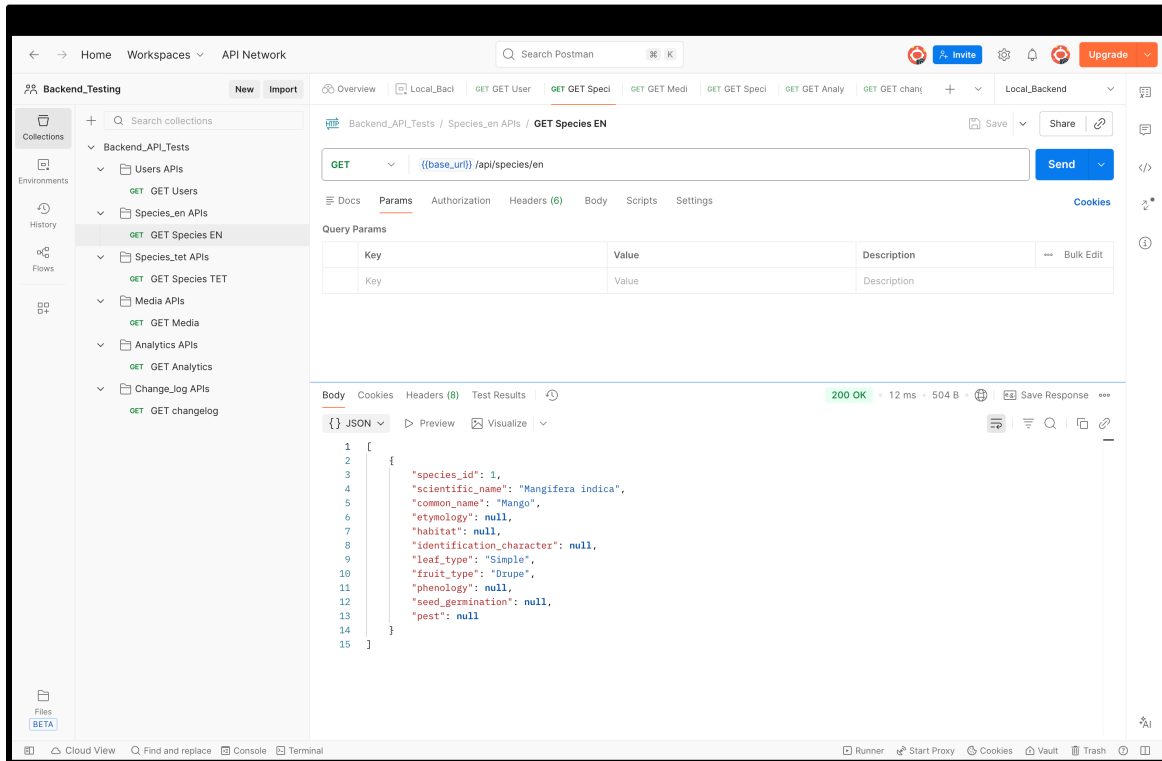 Home Workspaces API Network
Search Postman ⌘ K
Invite
Upgrade
Backend_Testing New Import
Overview Local_Bacl GET GET User GET GET Speci GET GET Medi GET GET Speci GET GET Analy GET GET chang Local_Backend
Collections
Environments
History
Flows
Files
BETA
Search collections
Backend_API_Tests
Users APIs
GET GET Users
Species_en APIs
GET GET Species EN
Species_tet APIs
GET GET Species TET
Media APIs
GET GET Media
Analytics APIs
GET GET Analytics
Change_log APIs
GET GET changelog
HTTP Backend_API_Tests / Species_en APIs / GET Species EN
Save Share
GET {{base_url}} /api/species/en Send
Docs Params Authorization Headers (6) Body Scripts Settings Cookies
Query Params
Key Value Description Bulk Edit
Key Value Description
Body Cookies Headers (8) Test Results 200 OK 12 ms 504 B Save Response
{} JSON Preview Visualize
1 [
2 {
3 "species_id": 1,
4 "scientific_name": "Mangifera indica",
5 "common_name": "Mango",
6 "etymology": null,
7 "habitat": null,
8 "identification_character": null,
9 "leaf_type": "Simple",
10 "fruit_type": "Drupe",
11 "phenology": null,
12 "seed_germination": null,
13 "pest": null
14 }
15 ]
AI
Cloud View Find and replace Console Terminal Runner Start Proxy Cookies Vault Trash